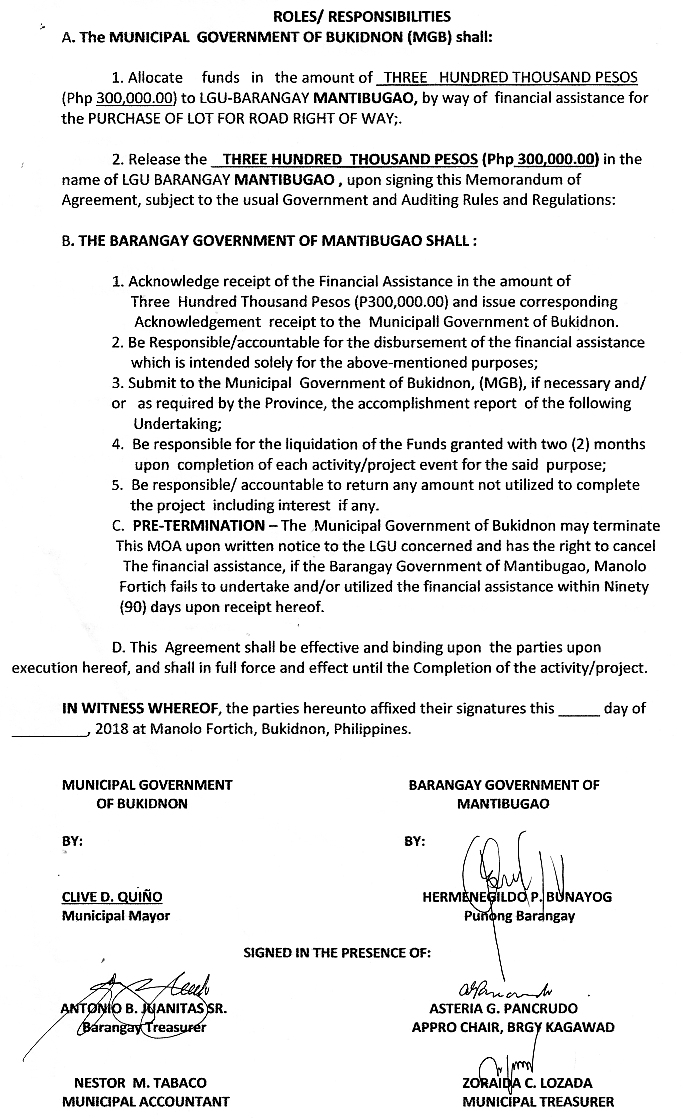 ROLES/ RESPONSIBILITIES
A. The MUNICIPAL GOVERNMENT OF BUKIDNON (MGB) shall:
1. Allocate funds in the amount of THREE HUNDRED THOUSAND PESOS
(Php 300,000.00) to LGU-BARANGAY MANTIBUGAO, by way of financial assistance for
the PURCHASE OF LOT FOR ROAD RIGHT OF WAY;.
2. Release the THREE HUNDRED THOUSAND PESOS (Php 300,000.00) in the
name of LGU BARANGAY MANTIBUGAO , upon signing this Memorandum of
Agreement, subject to the usual Government and Auditing Rules and Regulations:
B. THE BARANGAY GOVERNMENT OF MANTIBUGAO SHALL :
1. Acknowledge receipt of the Financial Assistance in the amount of
Three Hundred Thousand Pesos (P300,000.00) and issue corresponding
Acknowledgement receipt to the Municipall Government of Bukidnon.
2. Be Responsible/accountable for the disbursement of the financial assistance
which is intended solely for the above-mentioned purposes;
3. Submit to the Municipal Government of Bukidnon, (MGB), if necessary and/
or as required by the Province, the accomplishment report of the following
Undertaking;
4. Be responsible for the liquidation of the Funds granted with two (2) months
upon completion of each activity/project event for the said purpose;
5. Be responsible/ accountable to return any amount not utilized to complete
the project including interest if any.
C. PRE-TERMINATION – The Municipal Government of Bukidnon may terminate
This MOA upon written notice to the LGU concerned and has the right to cancel
The financial assistance, if the Barangay Government of Mantibugao, Manolo
Fortich fails to undertake and/or utilized the financial assistance within Ninety
(90) days upon receipt hereof.
D. This Agreement shall be effective and binding upon the parties upon
execution hereof, and shall in full force and effect until the Completion of the activity/project.
IN WITNESS WHEREOF, the parties hereunto affixed their signatures this _____ day of
_________, 2018 at Manolo Fortich, Bukidnon, Philippines.
MUNICIPAL GOVERNMENT BARANGAY GOVERNMENT OF
OF BUKIDNON MANTIBUGAO
BY: BY:
CLIVE D. QUIÑO HERMENEGILDO P. BUNAYOG
Municipal Mayor Punong Barangay
SIGNED IN THE PRESENCE OF:
ANTONIO B. JUANITAS SR. ASTERIA G. PANCRUDO
Barangay Treasurer APPRO CHAIR, BRGY KAGAWAD
NESTOR M. TABACO ZORAIDA C. LOZADA
MUNICIPAL ACCOUNTANT MUNICIPAL TREASURER